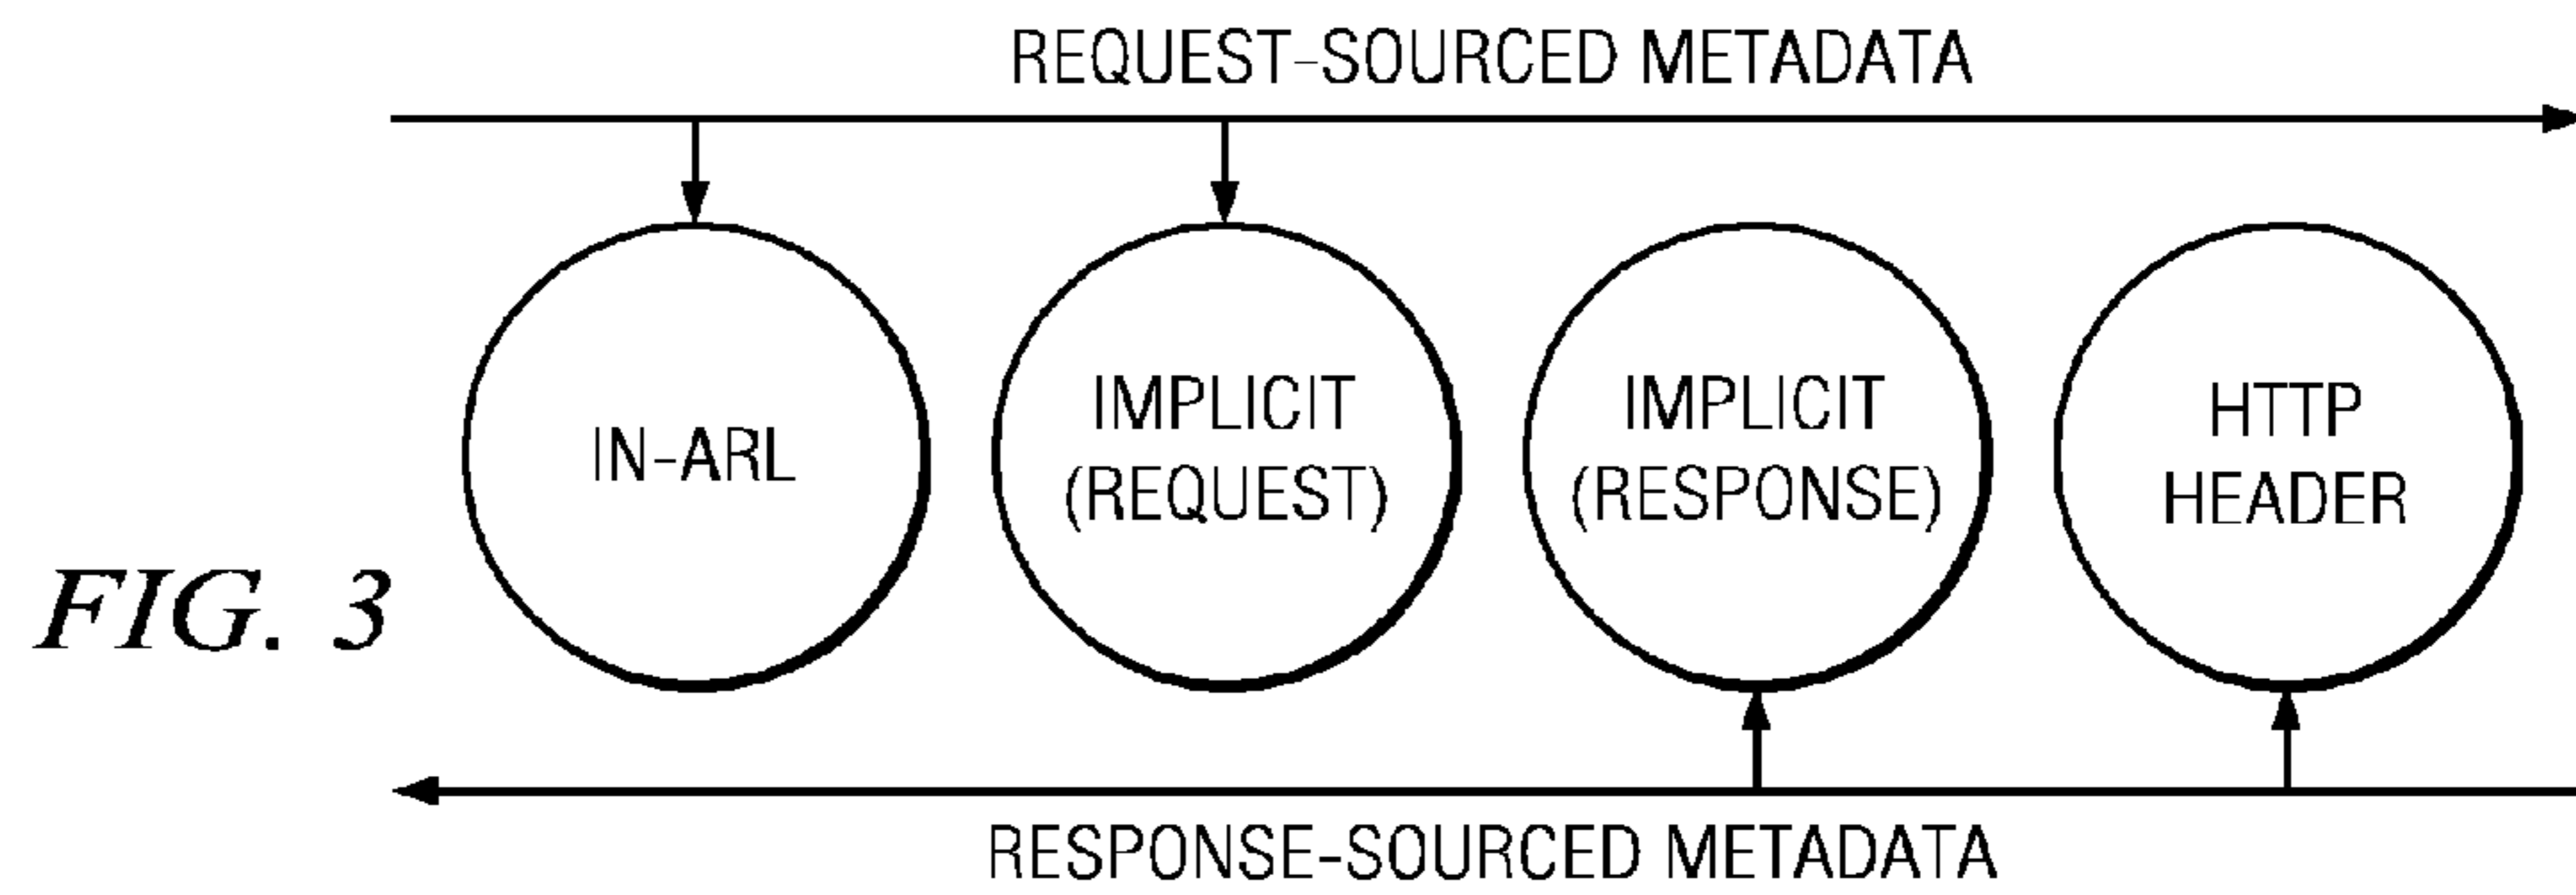 REQUEST-SOURCED METADATA
IN-ARL
IMPLICIT
(REQUEST)
IMPLICIT
(RESPONSE)
HTTP
HEADER
FIG. 3
RESPONSE-SOURCED METADATA